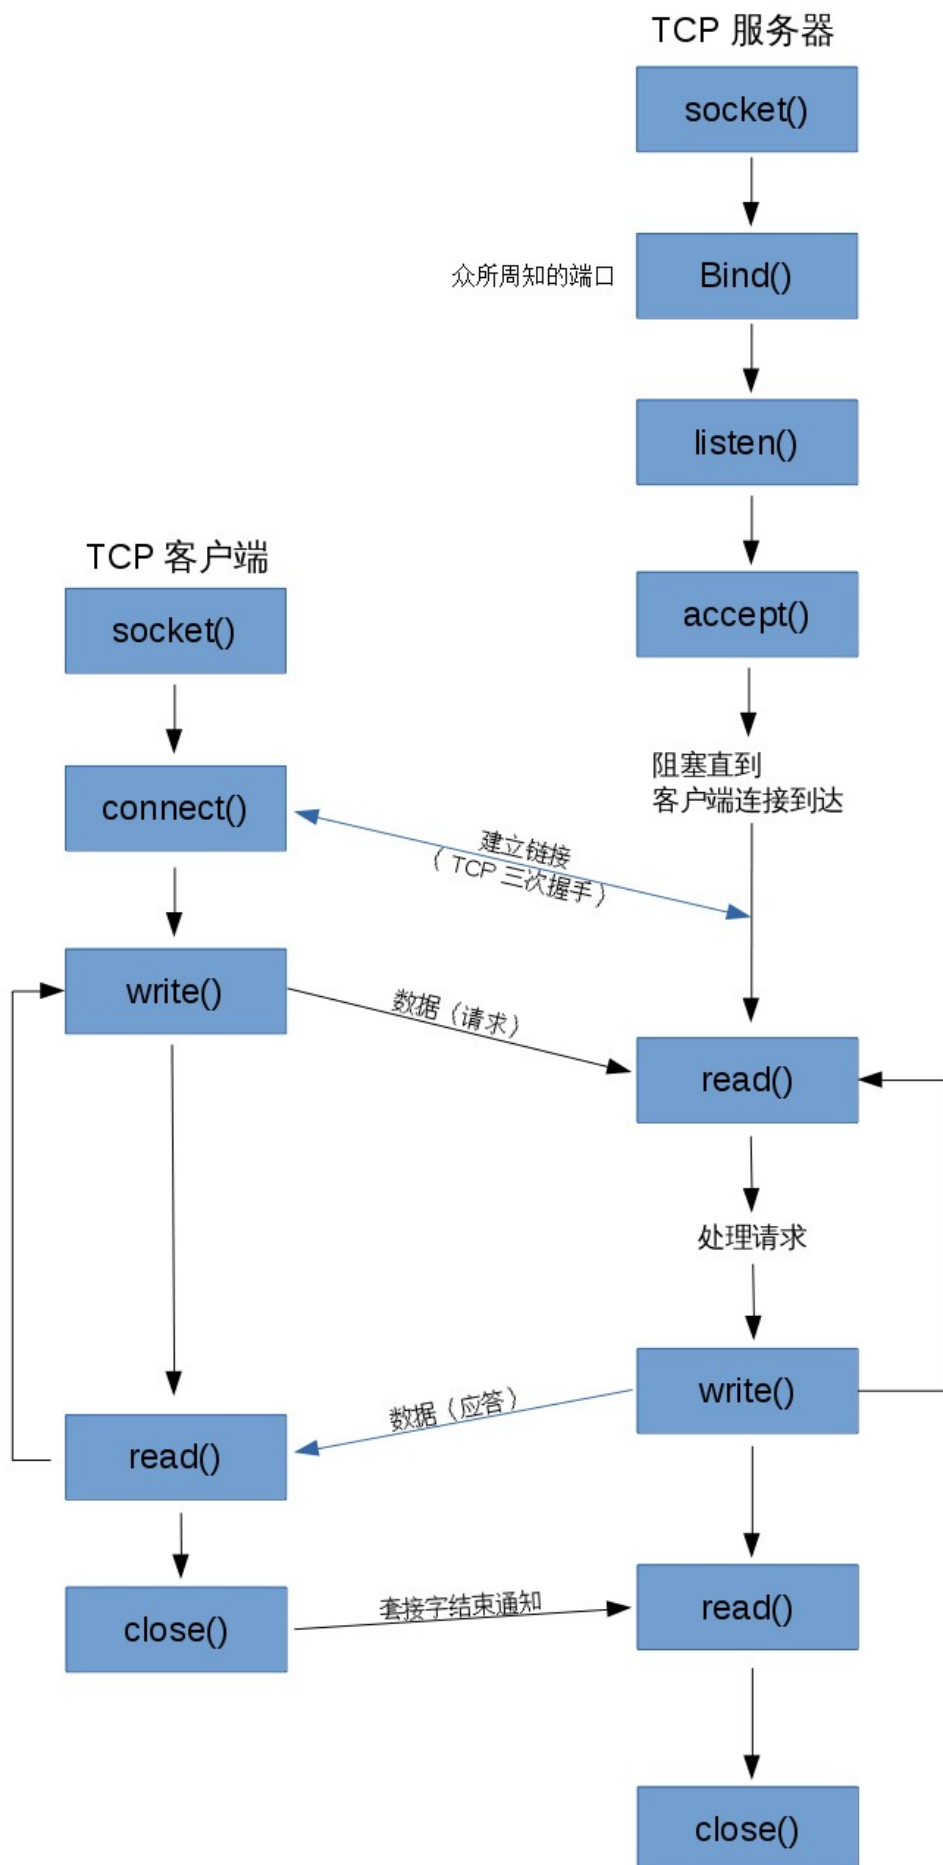 TCP 服务器
socket()
众所周知的端口
Bind()
listen()
accept()
TCP 客户端
socket()
阻塞直到
客户端连接到达
connect()
建立链接
（ TCP 三次握手）
write()
数据（请求）
read()
处理请求
write()
数据（应答）
read()
read()
close()
套接字结束通知
close()